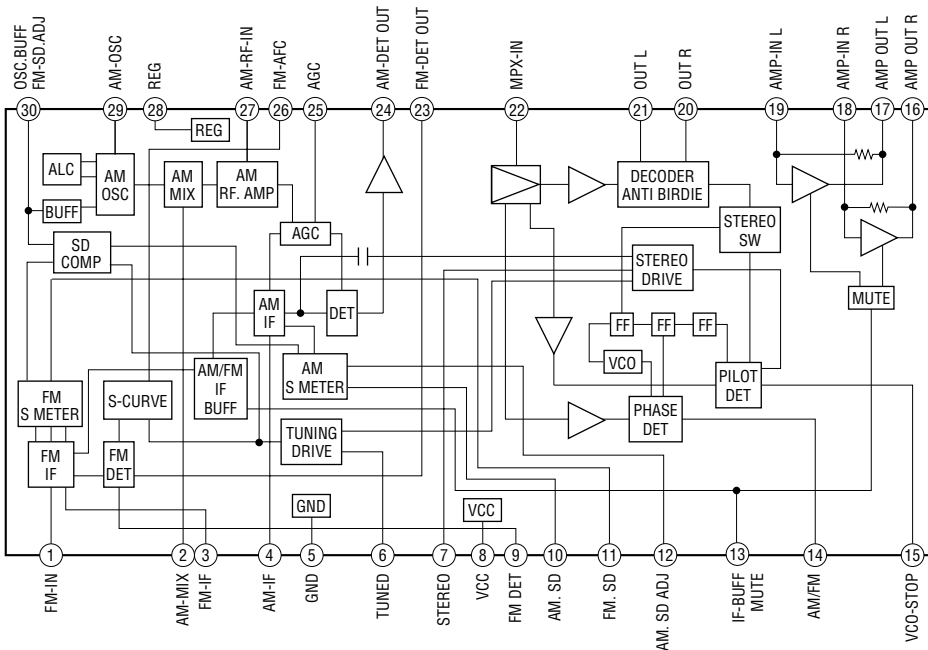 OSC.BUFF
FM-SD.ADJ
AM-OSC
REG
AM-RF-IN
FM-AFC
AGC
AM-DET OUT
FM-DET OUT
MPX-IN
OUT L
OUT R
AMP-IN L
AMP-IN R
AMP OUT L
AMP OUT R
30
29
28
27
26
25
24
23
22
21
20
19
18
17
16
REG
ALC
AM
OSC
AM
MIX
AM
RF. AMP
DECODER
ANTI BIRDIE
BUFF
AGC
STEREO
SW
SD
COMP
STEREO
DRIVE
AM
IF
DET
MUTE
FF
FF
FF
VCO
AM/FM
IF
BUFF
AM
S METER
PILOT
DET
FM
S METER
S-CURVE
PHASE
DET
TUNING
DRIVE
FM
IF
FM
DET
GND
VCC
1
2
3
4
5
6
7
8
9
10
11
12
13
14
15
FM-IN
AM-MIX
FM-IF
AM-IF
GND
TUNED
STEREO
VCC
FM DET
AM. SD
FM. SD
AM. SD ADJ
IF-BUFF
MUTE
AM/FM
VCO-STOP